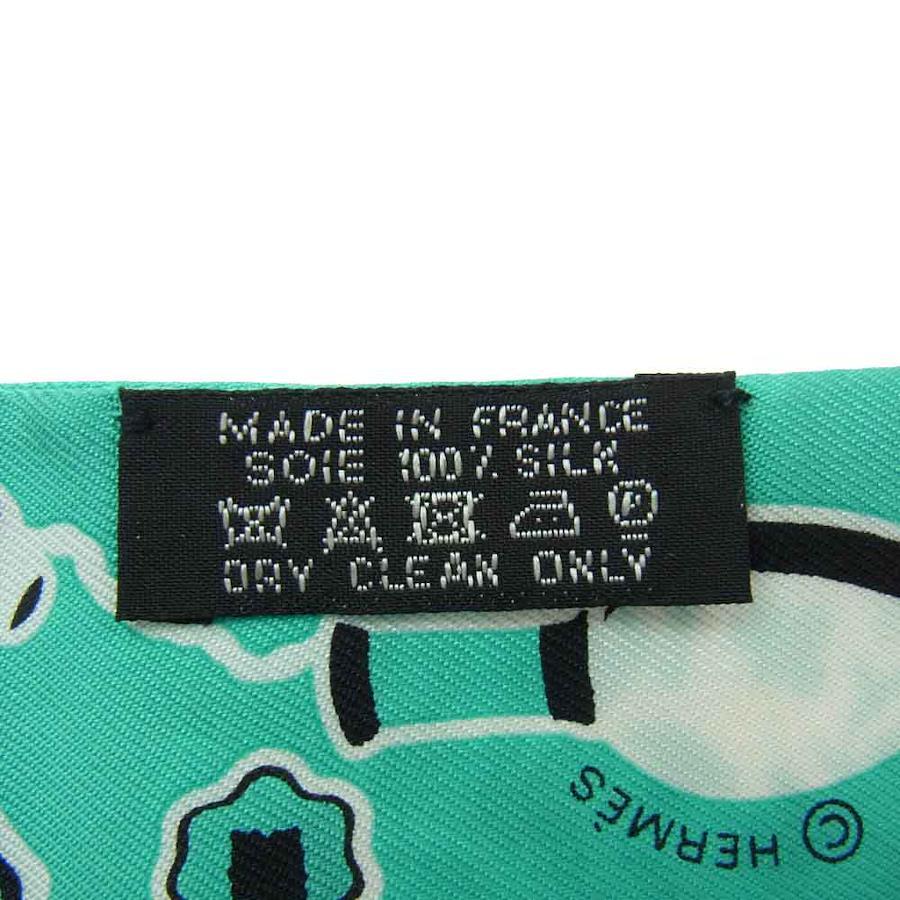 MADE IN FRANCE
SOIE 100% SILK
P
DRY CLEAN ONLY
© HERMÈS